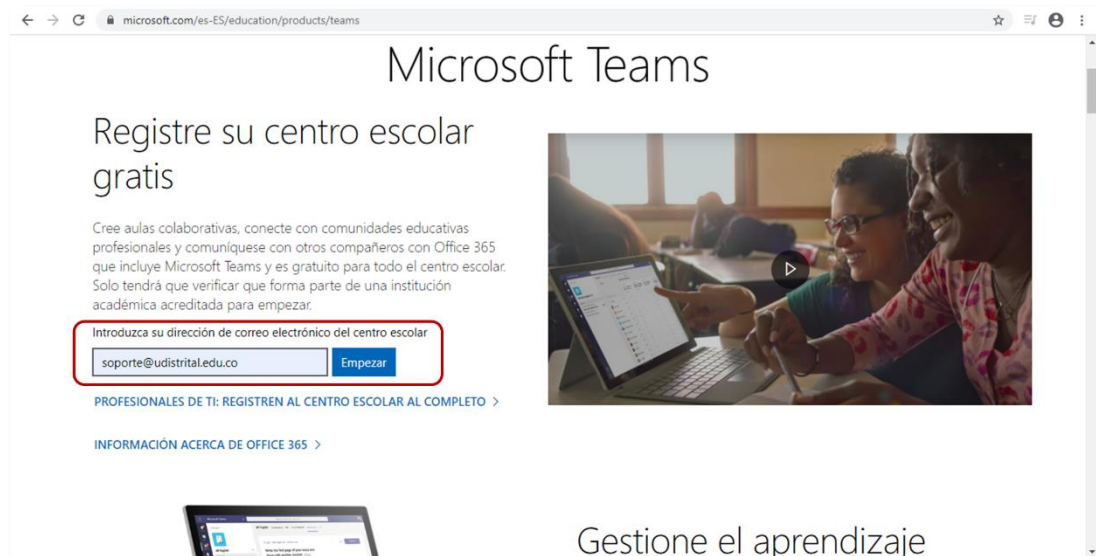 microsoft.com/es-ES/education/products/teams
Microsoft Teams
Registre su centro escolar
gratis
Cree aulas colaborativas, conecte con comunidades educativas
profesionales y comuníquese con otros compañeros con Office 365
que incluye Microsoft Teams y es gratuito para todo el centro escolar.
Solo tendrá que verificar que forma parte de una institución
académica acreditada para empezar.
Introduzca su dirección de correo electrónico del centro escolar
soporte@udistrital.edu.co
Empezar
PROFESIONALES DE TI: REGISTREN AL CENTRO ESCOLAR AL COMPLETO >
INFORMACIÓN ACERCA DE OFFICE 365 >
Gestione el aprendizaje